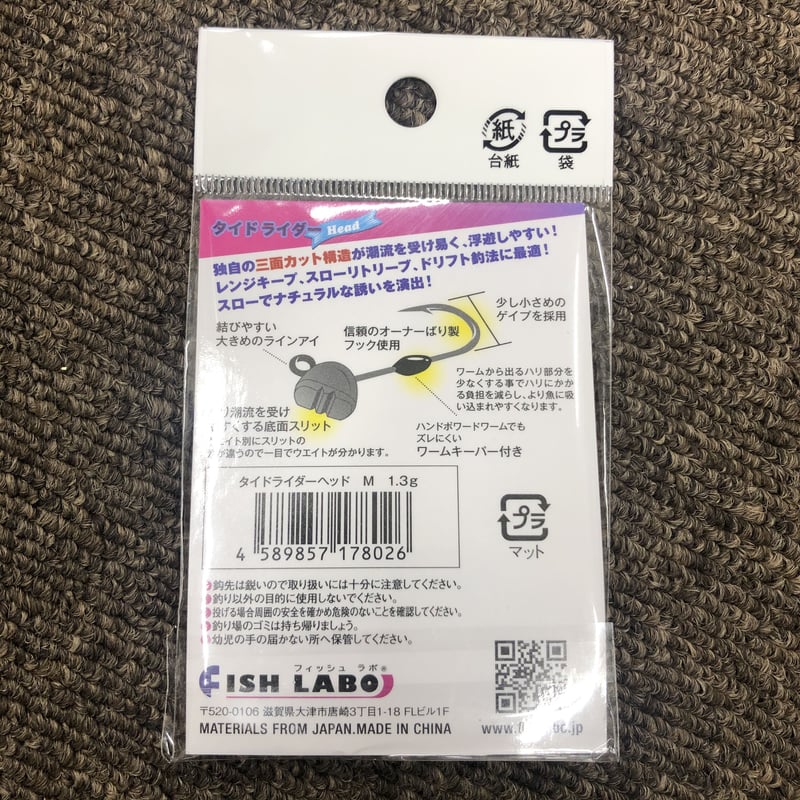 紙
台紙
プラ
袋
タイドライダー Head
独自の三面カット構造が潮流を受け易く、浮遊しやすい！
レンジキープ、スローリトリーブ、ドリフト釣法に最適！
スローでナチュラルな誘いを演出！
結びやすい
大きめのラインアイ
信頼のオーナーばり製
フック使用
少し小さめの
ゲイプを採用
ワームから出るハリ部分を
少なくする事でハリにかか
る負担を減らし、より魚に吸
い込まれやすくなります。
り潮流を受け
すくする底面スリット
エイト別にスリットの
が違うので一目でウエイトが分かります。
ハンドポワードワームでも
ズレにくい
ワームキーパー付き
タイドライダーヘッド M 1.3g
4 589857 178026
プラ
マット
鈎先は鋭いので取り扱いには十分に注意してください。
釣り以外の目的に使用しないでください。
投げる場合周囲の安全を確かめ危険のないことを確認してください。
釣り場のゴミは持ち帰りましょう。
幼児の手の届かない所へ保管してください。
フィッシュ ラボ®
FISH LABO
〒520-0106 滋賀県大津市唐崎3丁目1-18 FLビル1F
MATERIALS FROM JAPAN.MADE IN CHINA